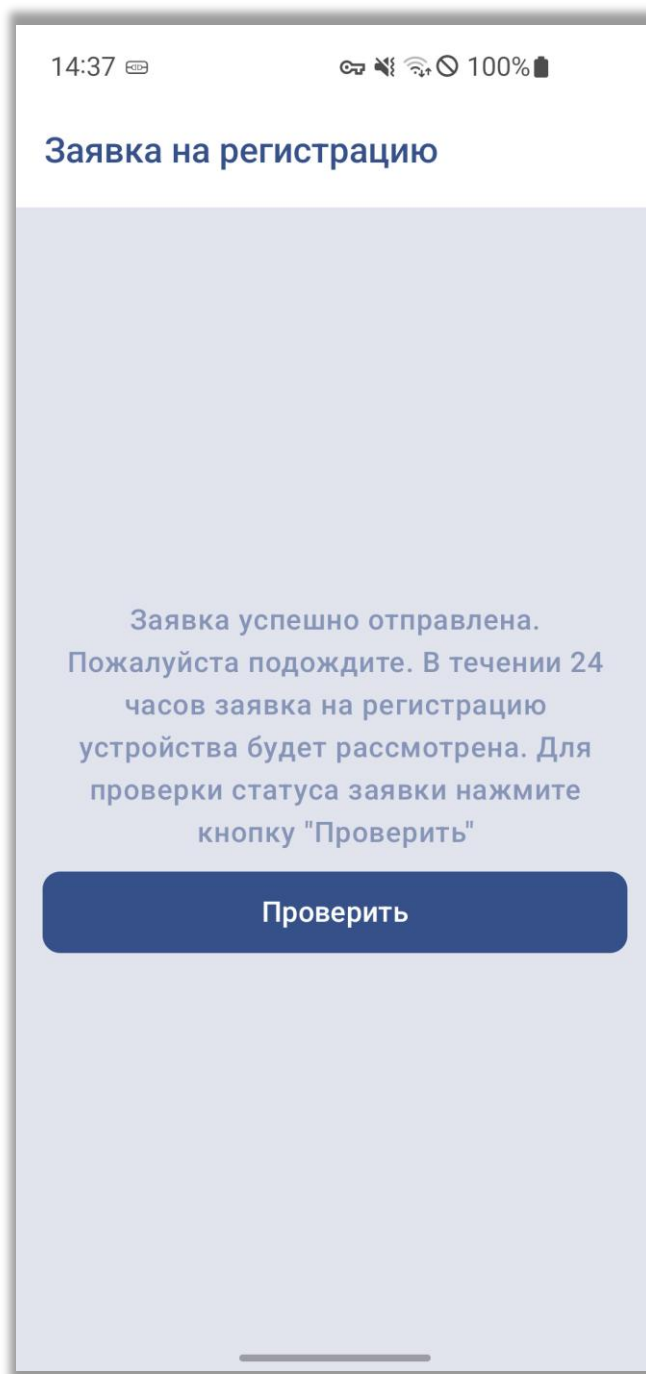 14:37
100%
Заявка на регистрацию
Заявка успешно отправлена.
Пожалуйста подождите. В течении 24
часов заявка на регистрацию
устройства будет рассмотрена. Для
проверки статуса заявки нажмите
кнопку "Проверить"
Проверить